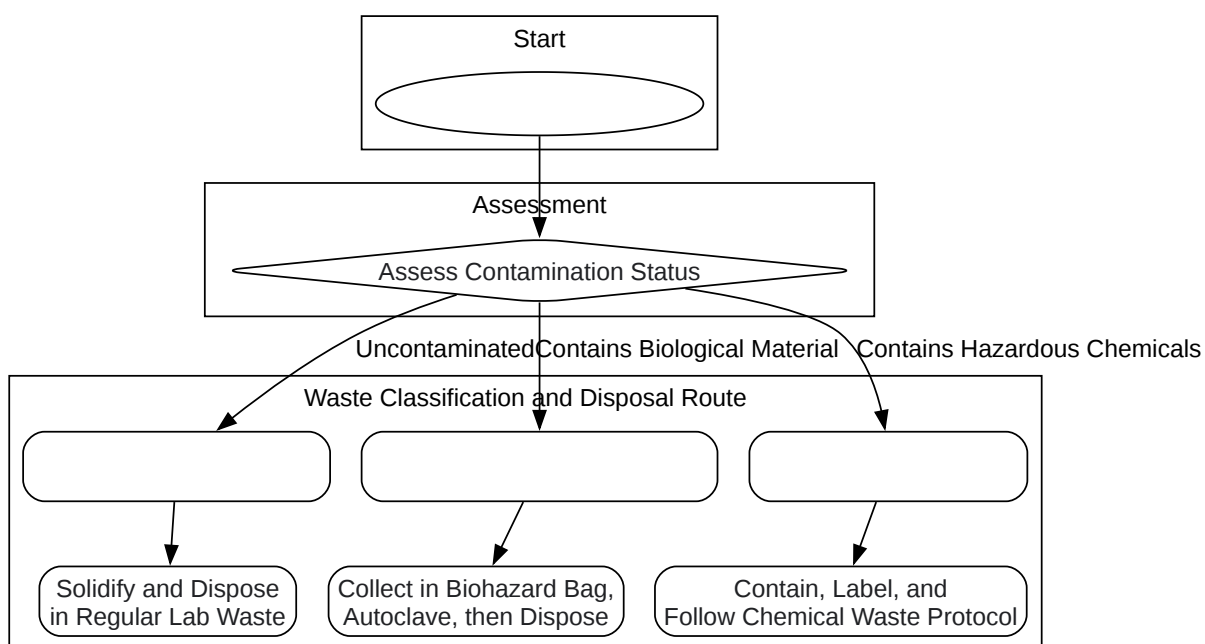 Start
Assessment
Assess Contamination Status
Uncontaminated
Contains Biological Material
Contains Hazardous Chemicals
Waste Classification and Disposal Route
Solidify and Dispose
in Regular Lab Waste
Collect in Biohazard Bag,
Autoclave, then Dispose
Contain, Label, and
Follow Chemical Waste Protocol